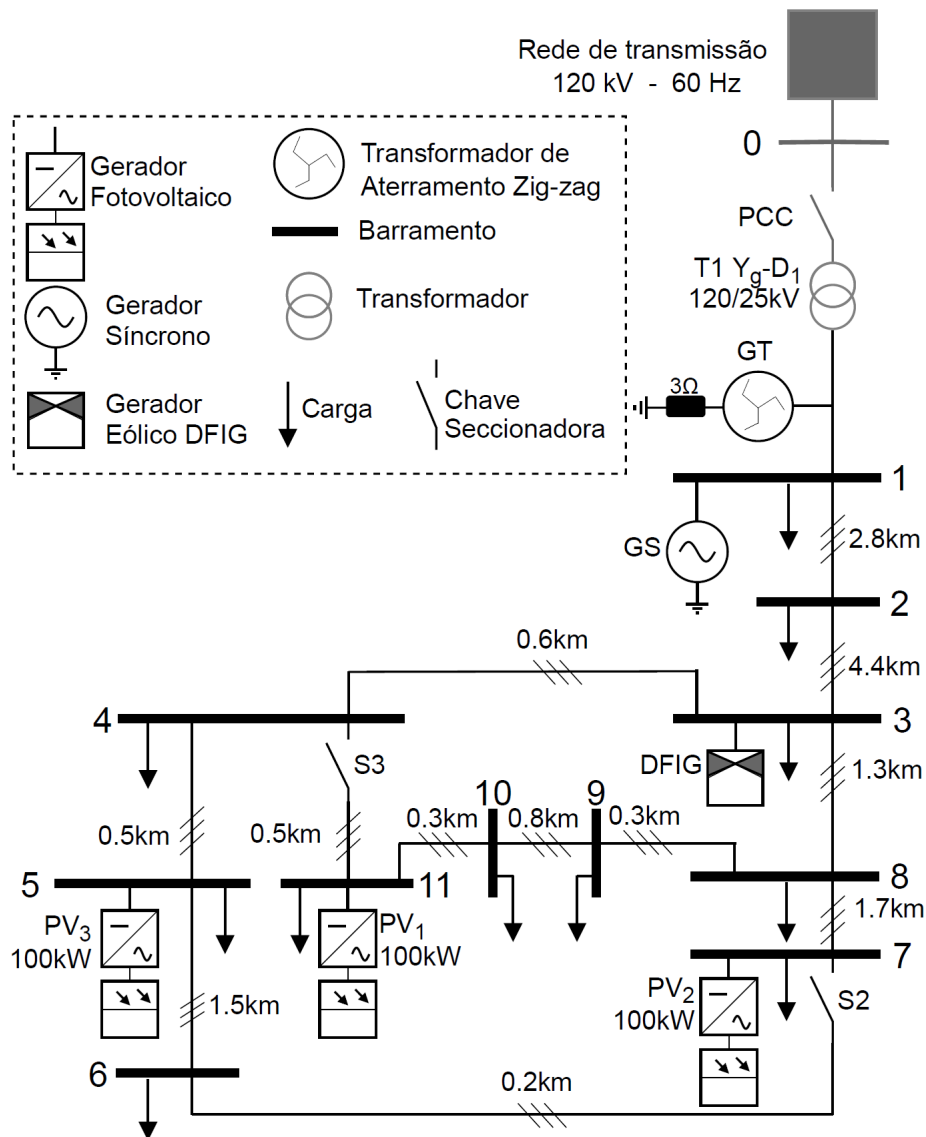 Rede de transmissão
120 kV - 60 Hz
0
PCC
T1 Yg-D1
120/25kV
GT
3Ω
Gerador
Fotovoltaico
Transformador de
Aterramento Zig-zag
Barramento
Gerador
Síncrono
Transformador
Gerador
Eólico DFIG
Carga
Chave
Seccionadora
1
GS
2.8km
2
0.6km
4.4km
4
3
S3
DFIG
1.3km
10
9
0.5km
0.5km
0.3km
0.8km
0.3km
5
11
8
PV3
100kW
PV1
100kW
1.7km
7
PV2
100kW
S2
1.5km
6
0.2km